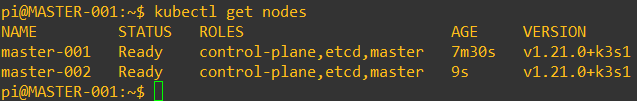 pi@MASTER-001:~$ kubectl get nodes
NAME STATUS ROLES AGE VERSION
master-001 Ready control-plane,etcd,master 7m30s v1.21.0+k3s1
master-002 Ready control-plane,etcd,master 9s v1.21.0+k3s1
pi@MASTER-001:~$